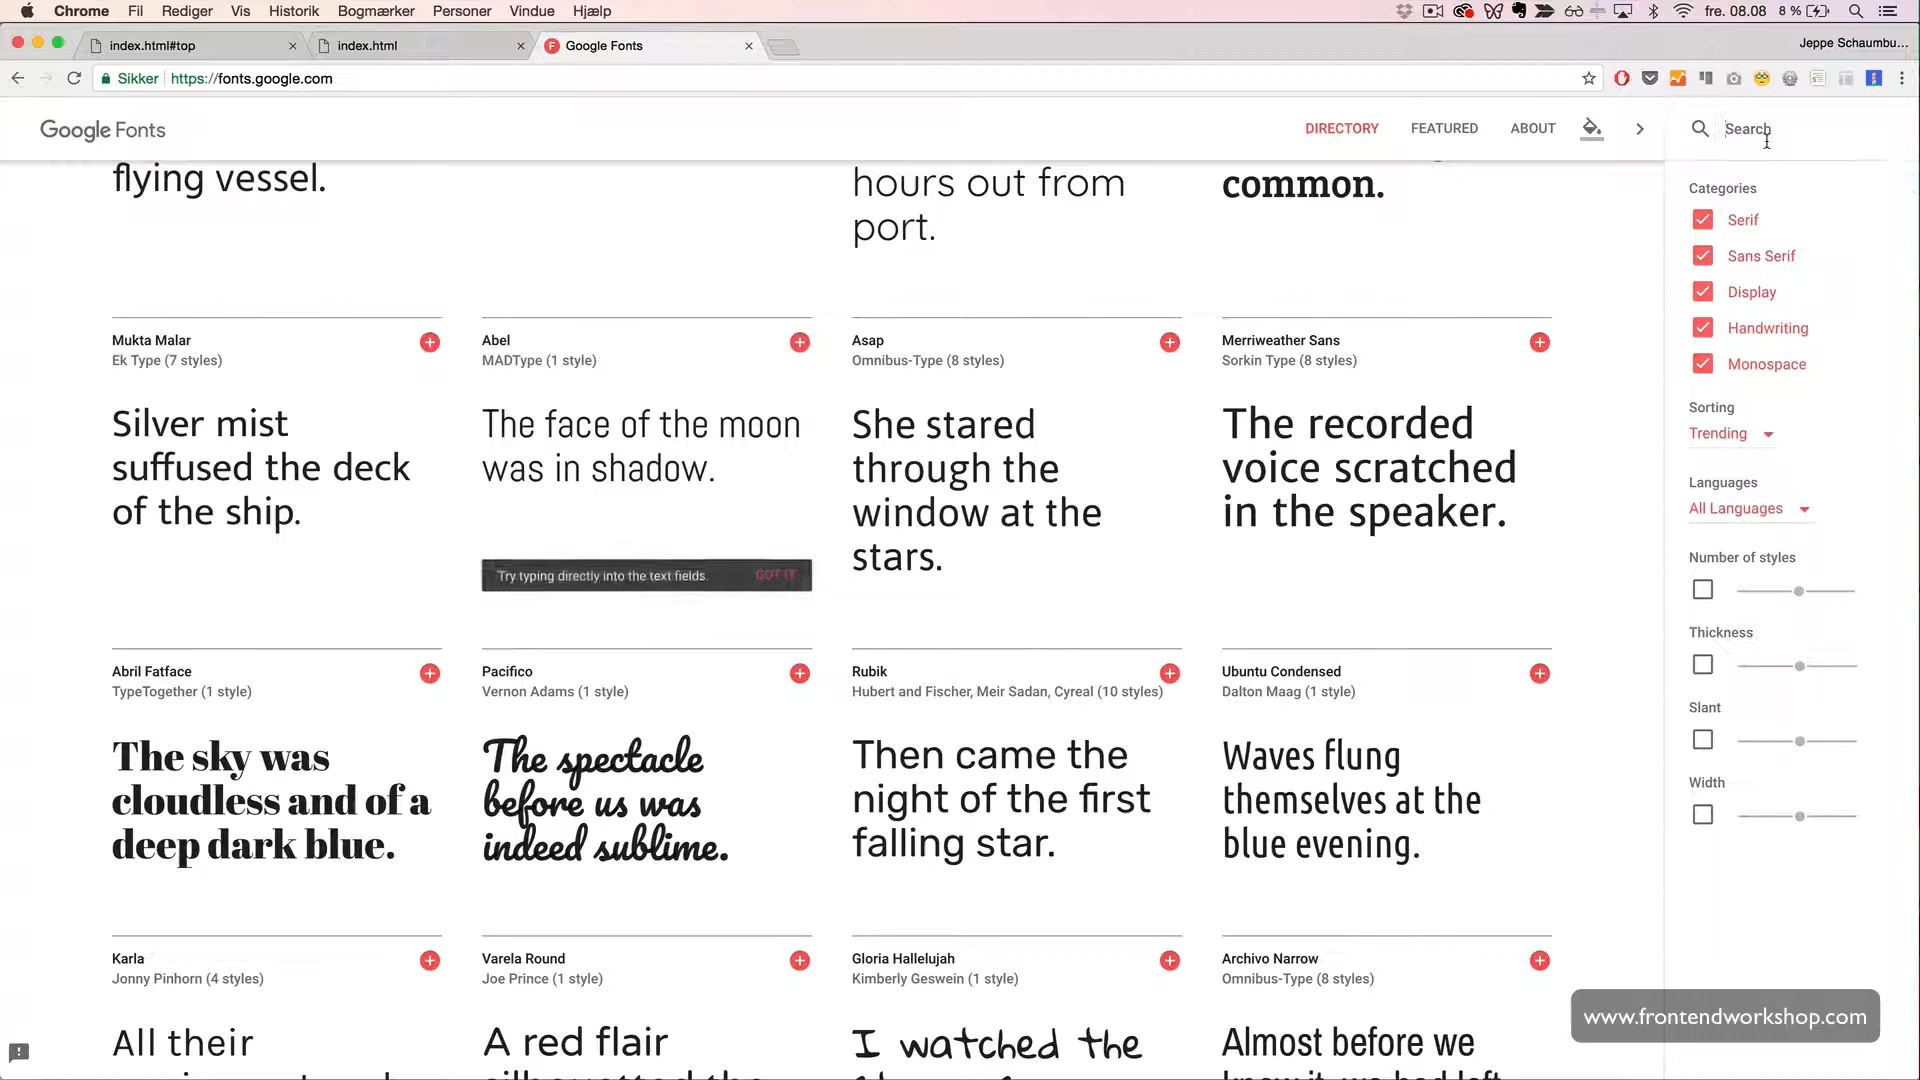 Chrome Fil Rediger Vis Historik Bogmærker Personer Vindue Hjælp fre. 08.08 8 %
index.html#top index.html Google Fonts Jeppe Schaumbu...
Sikker https://fonts.google.com
Google Fonts DIRECTORY FEATURED ABOUT Search
flying vessel.
hours out from
port.
common.
Mukta Malar
Ek Type (7 styles)
Silver mist
suffused the deck
of the ship.
Abel
MADType (1 style)
The face of the moon
was in shadow.
Try typing directly into the text fields. GOT IT
Asap
Omnibus-Type (8 styles)
She stared
through the
window at the
stars.
Merriweather Sans
Sorkin Type (8 styles)
The recorded
voice scratched
in the speaker.
Abril Fatface
TypeTogether (1 style)
The sky was
cloudless and of a
deep dark blue.
Pacifico
Vernon Adams (1 style)
The spectacle
before us was
indeed sublime.
Rubik
Hubert and Fischer, Meir Sadan, Cyreal (10 styles)
Then came the
night of the first
falling star.
Ubuntu Condensed
Dalton Maag (1 style)
Waves flung
themselves at the
blue evening.
Karla
Jonny Pinhorn (4 styles)
All their
Varela Round
Joe Prince (1 style)
A red flair
silhouetted the
Gloria Hallelujah
Kimberly Geswein (1 style)
I watched the
Archivo Narrow
Omnibus-Type (8 styles)
Almost before we
knew it, we had left
Categories
Serif
Sans Serif
Display
Handwriting
Monospace
Sorting
Trending
Languages
All Languages
Number of styles
Thickness
Slant
Width
www.frontendworkshop.com